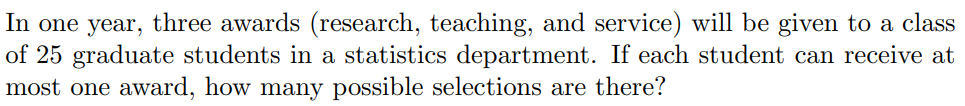 In one year, three awards (research, teaching, and service) will be given to a class
of 25 graduate students in a statistics department. If each student can receive at
most one award, how many possible selections are there?